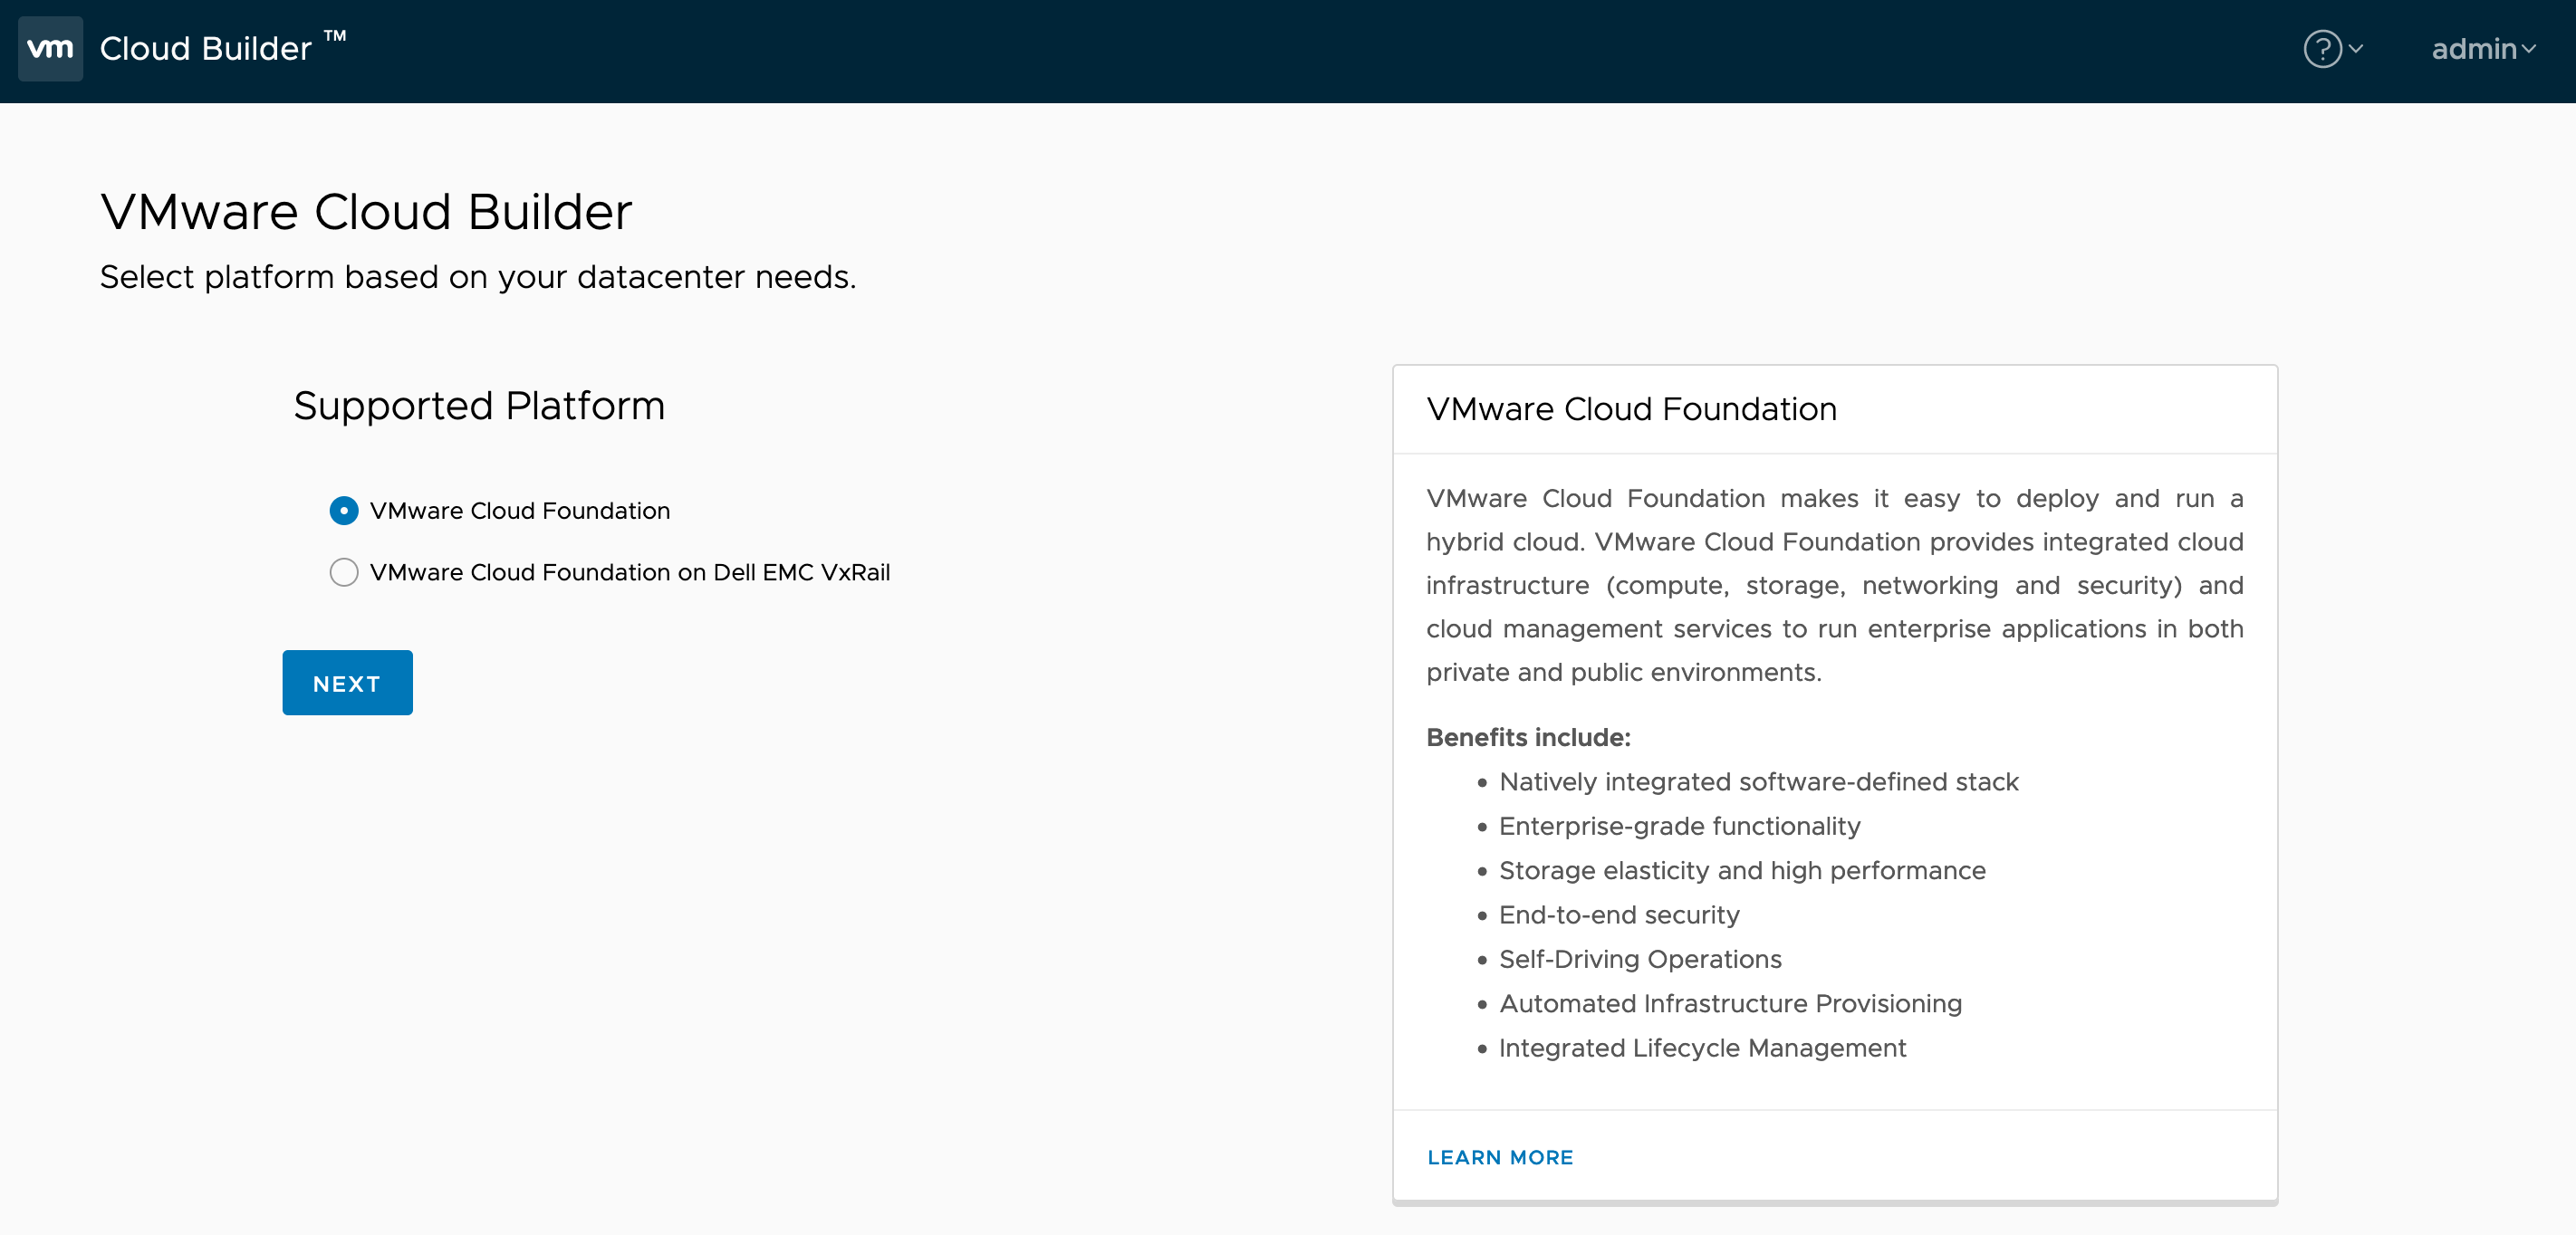 vm Cloud Builder ™
? admin
VMware Cloud Builder
Select platform based on your datacenter needs.
Supported Platform
VMware Cloud Foundation
VMware Cloud Foundation on Dell EMC VxRail
NEXT
VMware Cloud Foundation
VMware Cloud Foundation makes it easy to deploy and run a
hybrid cloud. VMware Cloud Foundation provides integrated cloud
infrastructure (compute, storage, networking and security) and
cloud management services to run enterprise applications in both
private and public environments.
Benefits include:
• Natively integrated software-defined stack
• Enterprise-grade functionality
• Storage elasticity and high performance
• End-to-end security
• Self-Driving Operations
• Automated Infrastructure Provisioning
• Integrated Lifecycle Management
LEARN MORE